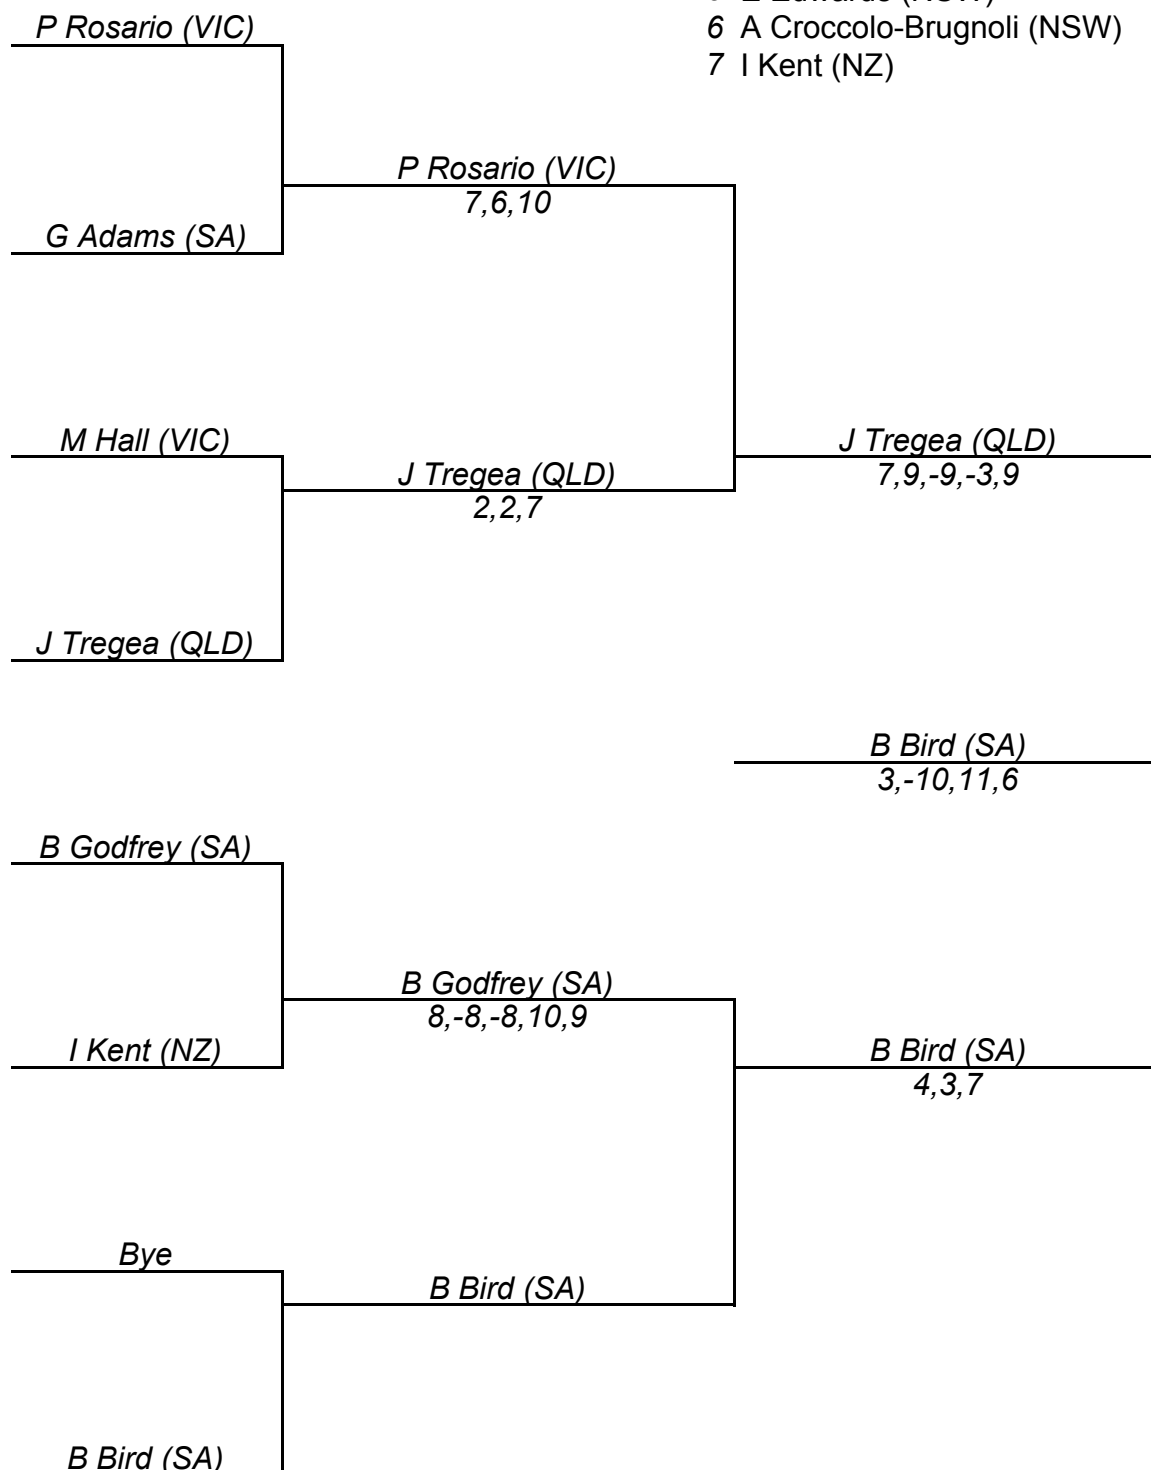 6 A Croccolo-Brugnoli (NSW)
7 I Kent (NZ)
P Rosario (VIC)
P Rosario (VIC)
7,6,10
G Adams (SA)
M Hall (VIC)
J Tregea (QLD)
2,2,7
J Tregea (QLD)
7,9,-9,-3,9
J Tregea (QLD)
B Bird (SA)
3,-10,11,6
B Godfrey (SA)
B Godfrey (SA)
8,-8,-8,10,9
I Kent (NZ)
B Bird (SA)
4,3,7
Bye
B Bird (SA)
B Bird (SA)